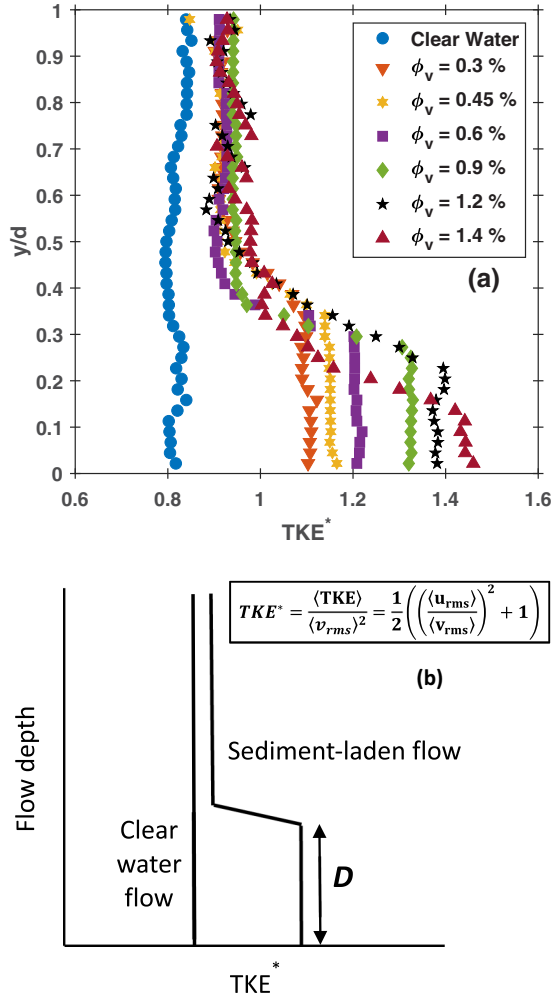 1
0.9
0.8
0.7
0.6
0.5
0.4
0.3
0.2
0.1
0
y/d
Clear Water
ϕv = 0.3 %
ϕv = 0.45 %
ϕv = 0.6 %
ϕv = 0.9 %
ϕv = 1.2 %
ϕv = 1.4 %
(a)
0.6 0.8 1 1.2 1.4 1.6
TKE*
TKE* = ⟨TKE⟩/⟨vrms⟩² = 1/2((⟨urms⟩/⟨vrms⟩)² + 1)
(b)
Flow depth
Sediment-laden flow
Clear
water
flow
D
TKE*